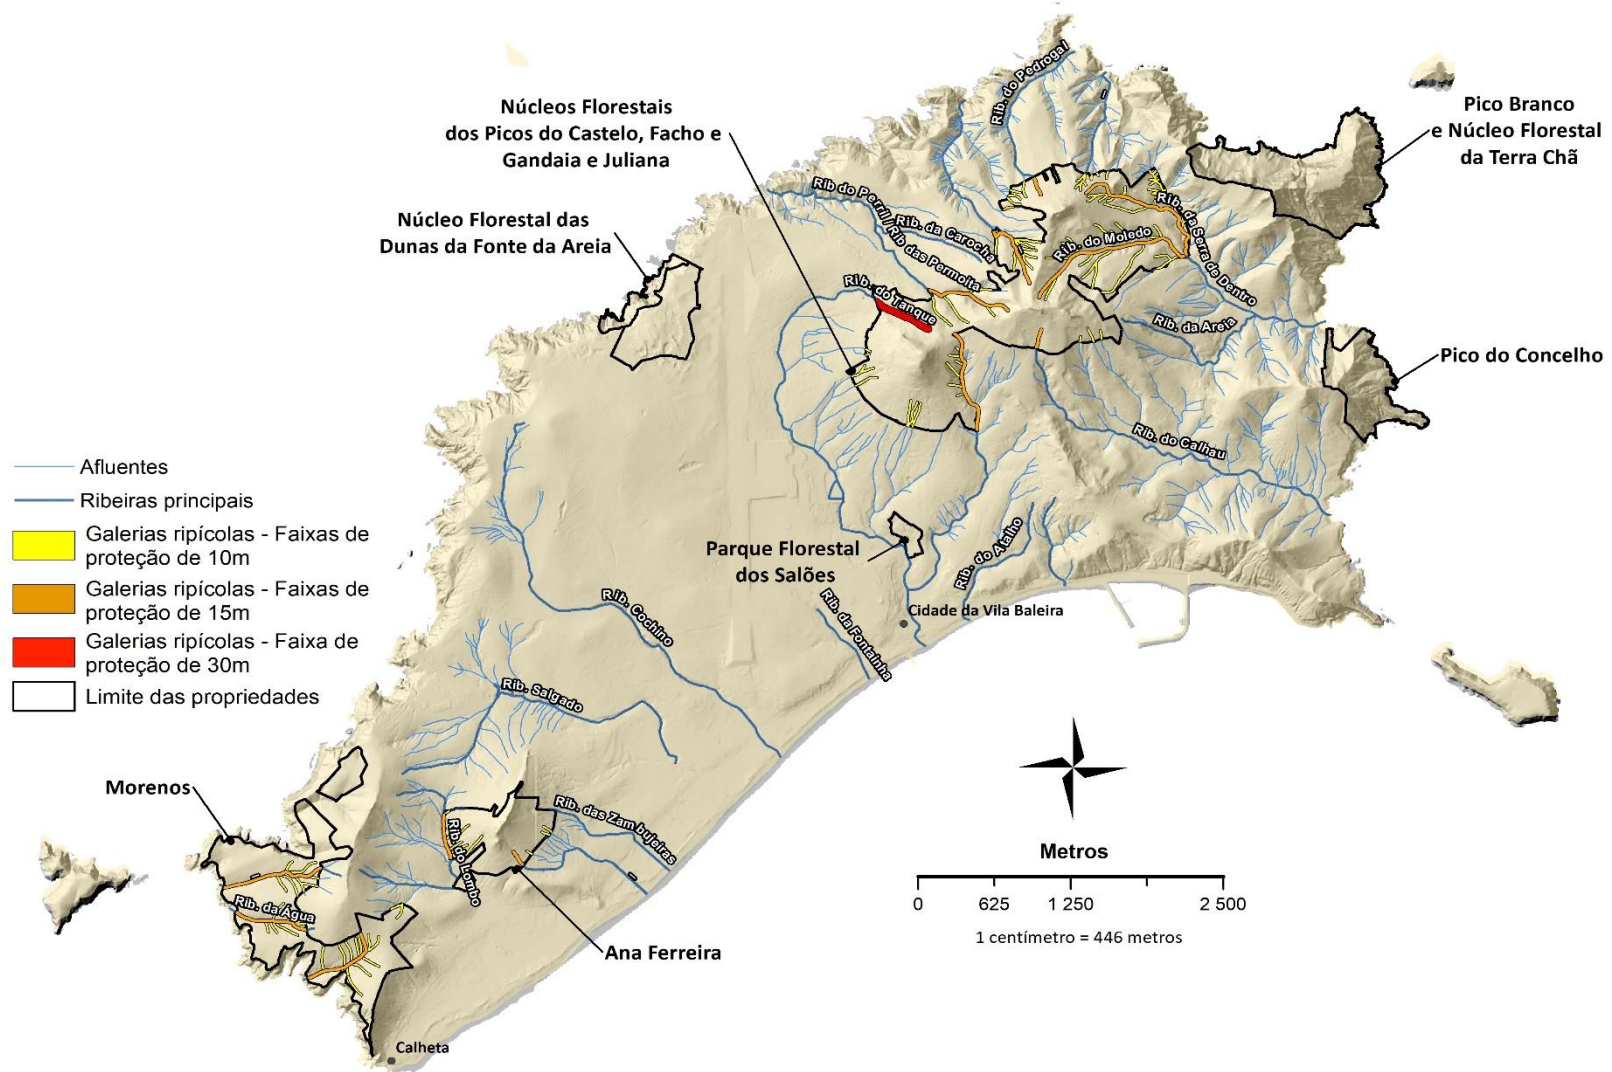 Núcleos Florestais
dos Picos do Castelo, Facho e
Gandaia e Juliana
Núcleo Florestal das
Dunas da Fonte da Areia
Pico Branco
e Núcleo Florestal
da Terra Chã
Pico do Concelho
Rib. do Pedrogal
Rib do Perril / Rib das Permoita
Rib. da Carocha
Rib. do Moledo
Rib. da Serra de Dentro
Rib. do Tanque
Rib. da Areia
Rib. do Calhau
Afluentes
Ribeiras principais
Galerias ripícolas - Faixas de
proteção de 10m
Galerias ripícolas - Faixas de
proteção de 15m
Galerias ripícolas - Faixa de
proteção de 30m
Limite das propriedades
Parque Florestal
dos Salões
Rib. do Atalho
Cidade da Vila Baleira
Rib. da Fontainha
Rib. Cochino
Rib. Salgado
Morenos
Rib. das Zambujeiras
Rib. do Lombo
Rib. da Água
Ana Ferreira
Calheta
Metros
0 625 1 250 2 500
1 centímetro = 446 metros